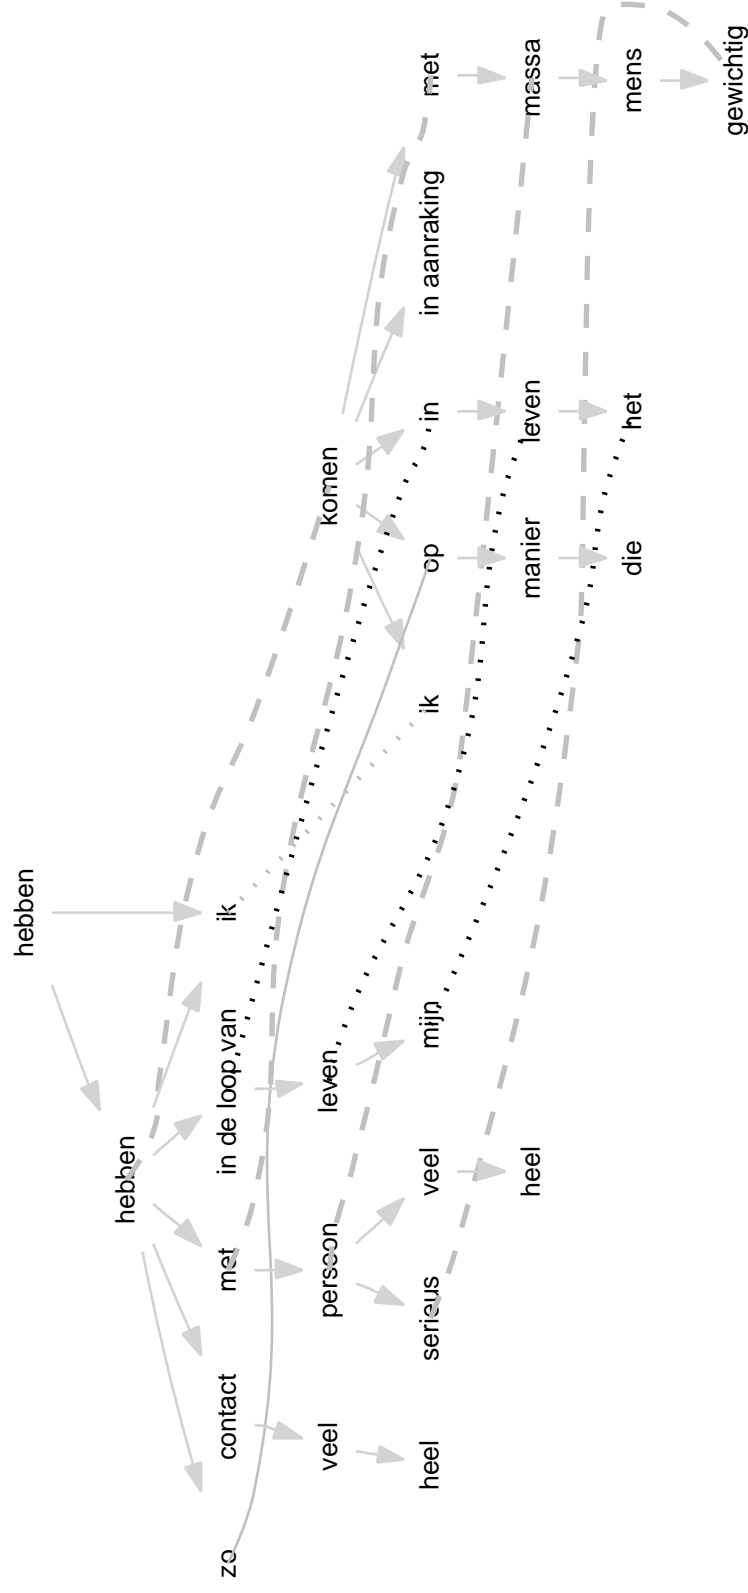 hebben
hebben
zo
contact
met
in de loop van
ik
komen
veel
persoon
leven
heel
serieus
veel
mijn
ik
op
in
in aanraking
met
heel
manier
leven
massa
die
het
mens
gewichtig